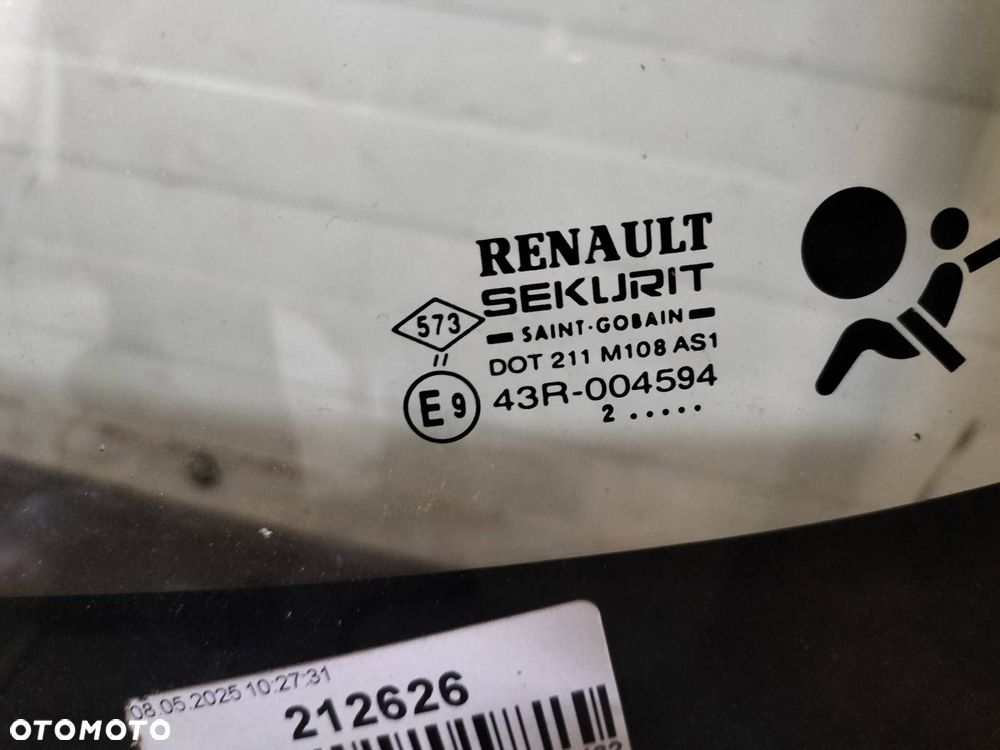 RENAULT
SEKURIT
SAINT-GOBAIN
573
DOT 211 M108 AS1
II
E9
43R-004594
2 .....
08.05.2025 10:27:31
212626
OTOMOTO